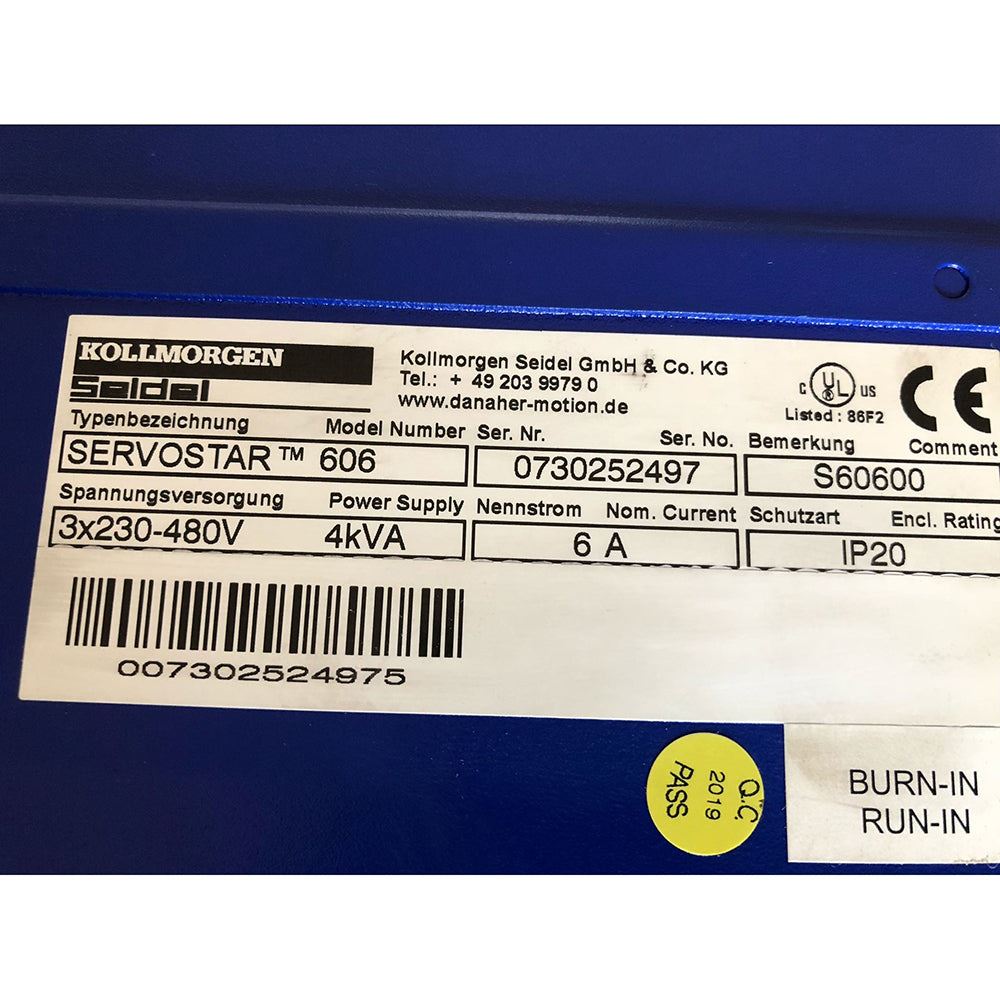 KOLLMORGEN
Seidel
Kollmorgen Seidel GmbH & Co. KG
Tel.: + 49 203 9979 0
www.danaher-motion.de
C UL US
Listed : 86F2
CE
Typenbezeichnung Model Number Ser. Nr. Ser. No. Bemerkung Comment
SERVOSTAR™ 606 0730252497 S60600
Spannungsversorgung Power Supply Nennstrom Nom. Current Schutzart Encl. Rating
3x230-480V 4kVA 6 A IP20
007302524975
Q.C.
2019
PASS
BURN-IN
RUN-IN